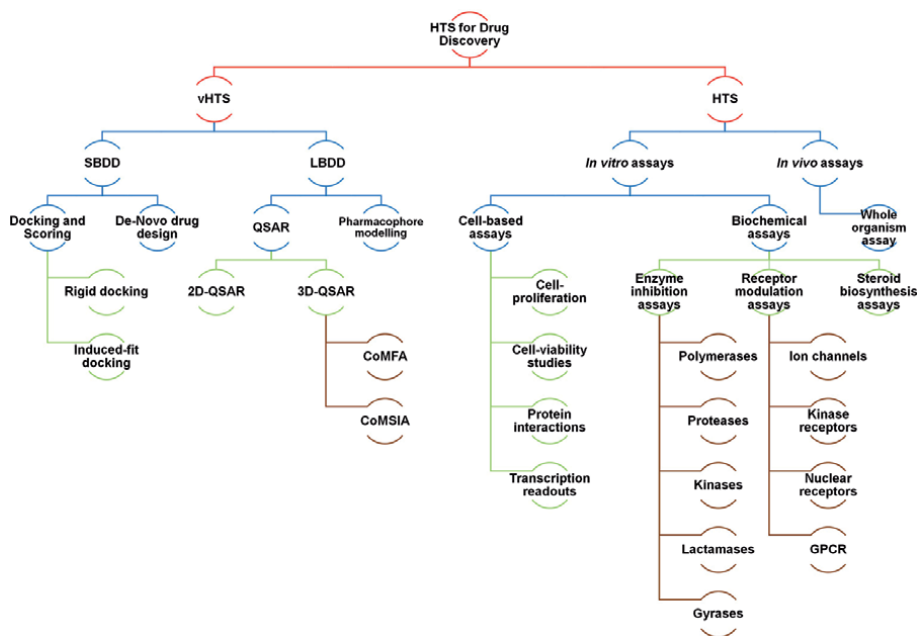 HTS for Drug
Discovery
vHTS
HTS
SBDD
LBDD
In vitro assays
In vivo assays
Docking and
Scoring
De-Novo drug
design
QSAR
Pharmacophore
modelling
Cell-based
assays
Biochemical
assays
Whole
organism
assay
Rigid docking
Induced-fit
docking
2D-QSAR
3D-QSAR
CoMFA
CoMSIA
Cell-
proliferation
Cell-viability
studies
Protein
interactions
Transcription
readouts
Enzyme
inhibition
assays
Receptor
modulation
assays
Steroid
biosynthesis
assays
Polymerases
Proteases
Kinases
Lactamases
Gyrases
Ion channels
Kinase
receptors
Nuclear
receptors
GPCR